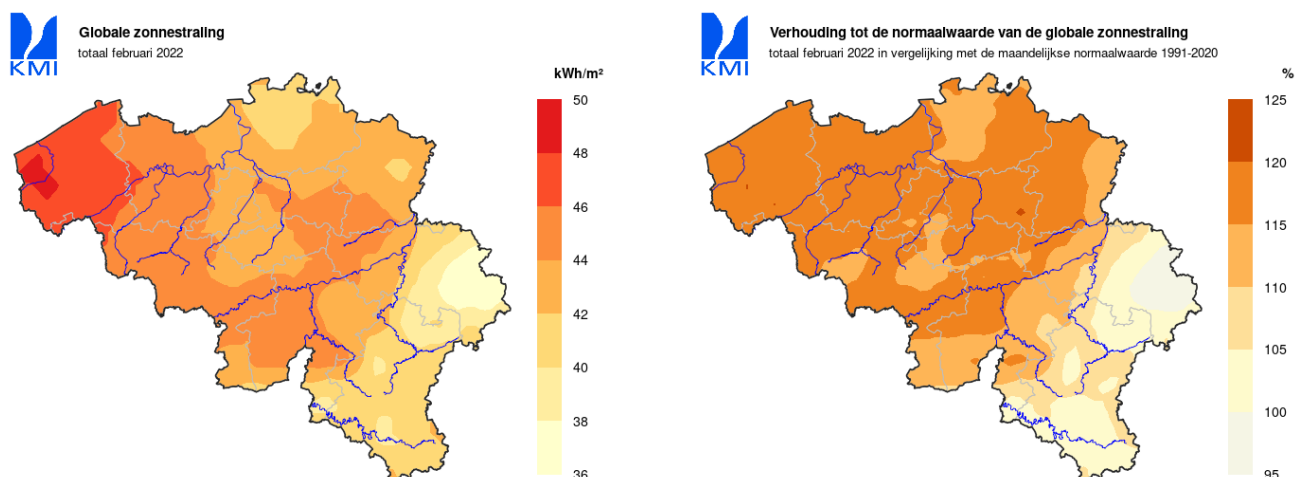 KMI
Globale zonnestraling
totaal februari 2022
kWh/m²
50
48
46
44
42
40
38
36
KMI
Verhouding tot de normaalwaarde van de globale zonnestraling
totaal februari 2022 in vergelijking met de maandelijkse normaalwaarde 1991-2020
%
125
120
115
110
105
100
95